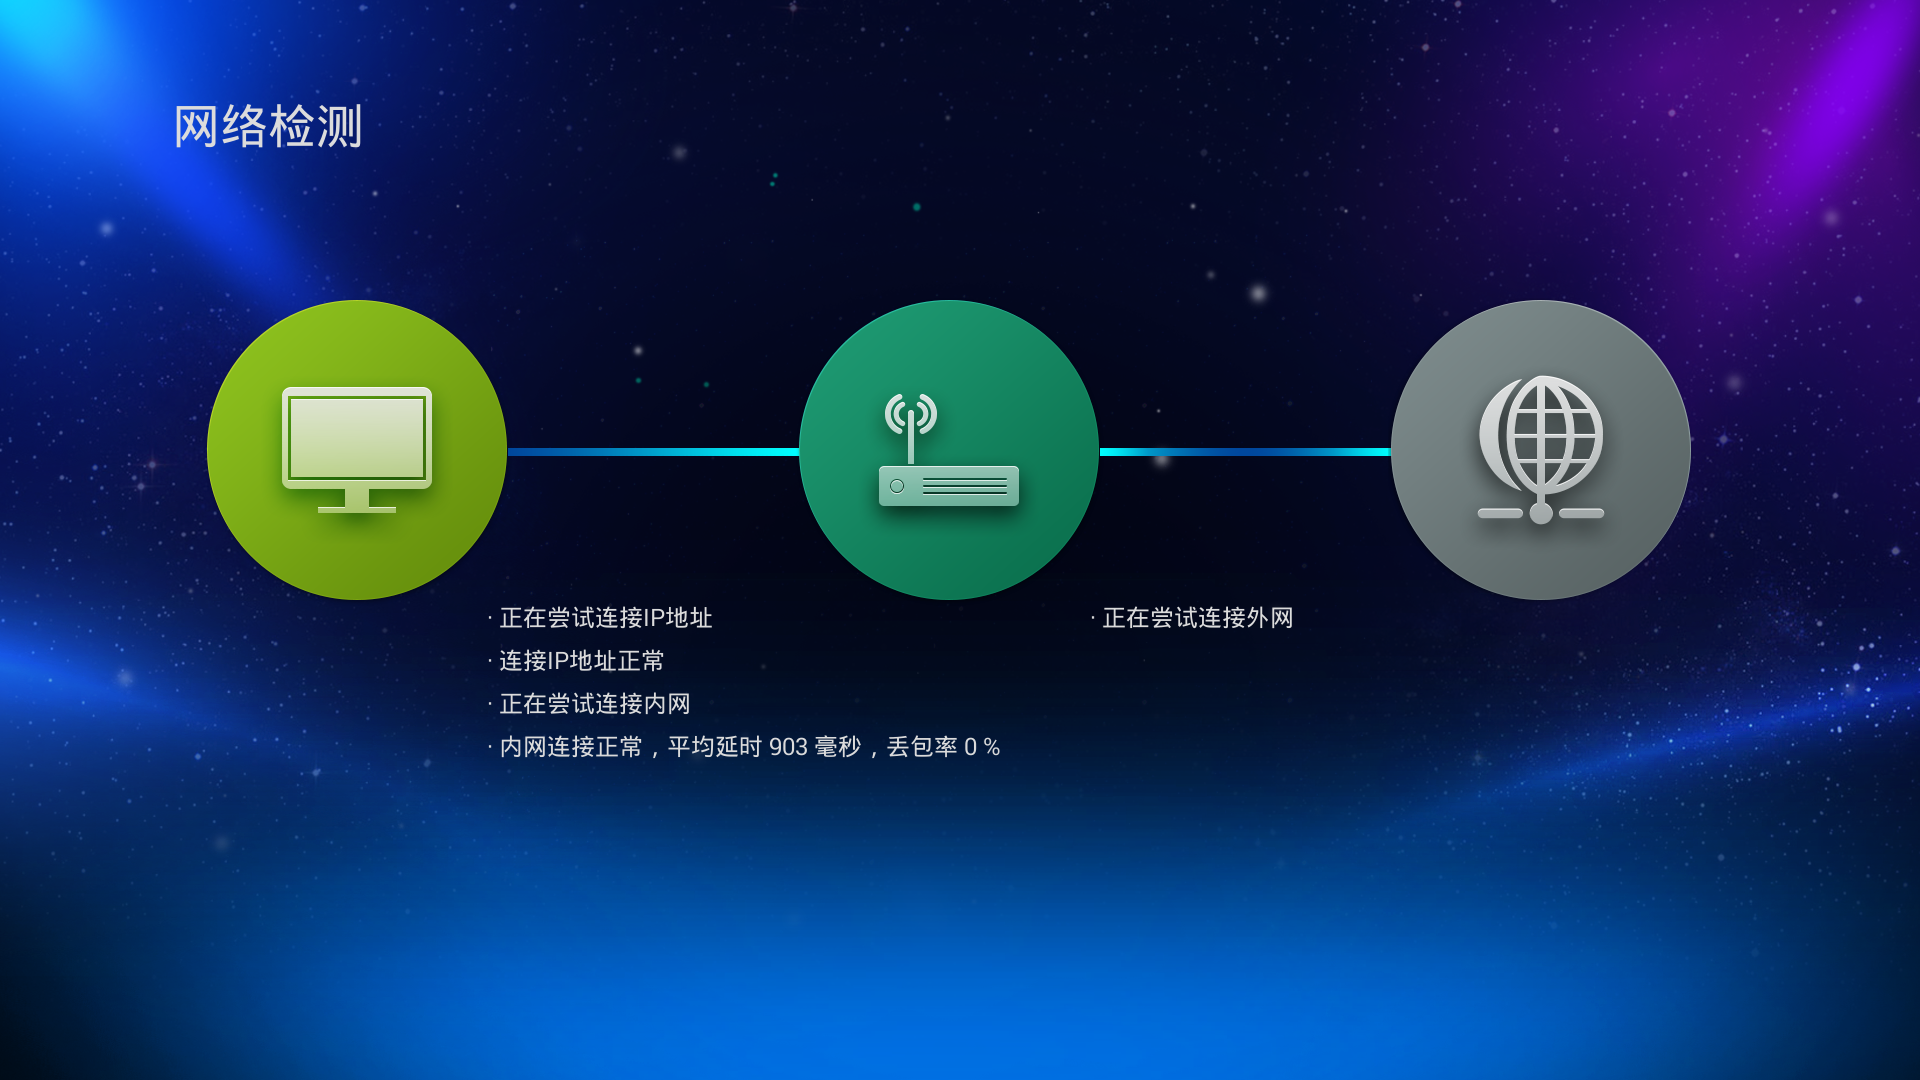 网络检测
· 正在尝试连接IP地址
· 连接IP地址正常
· 正在尝试连接内网
· 内网连接正常，平均延时 903 毫秒，丢包率 0 %
· 正在尝试连接外网